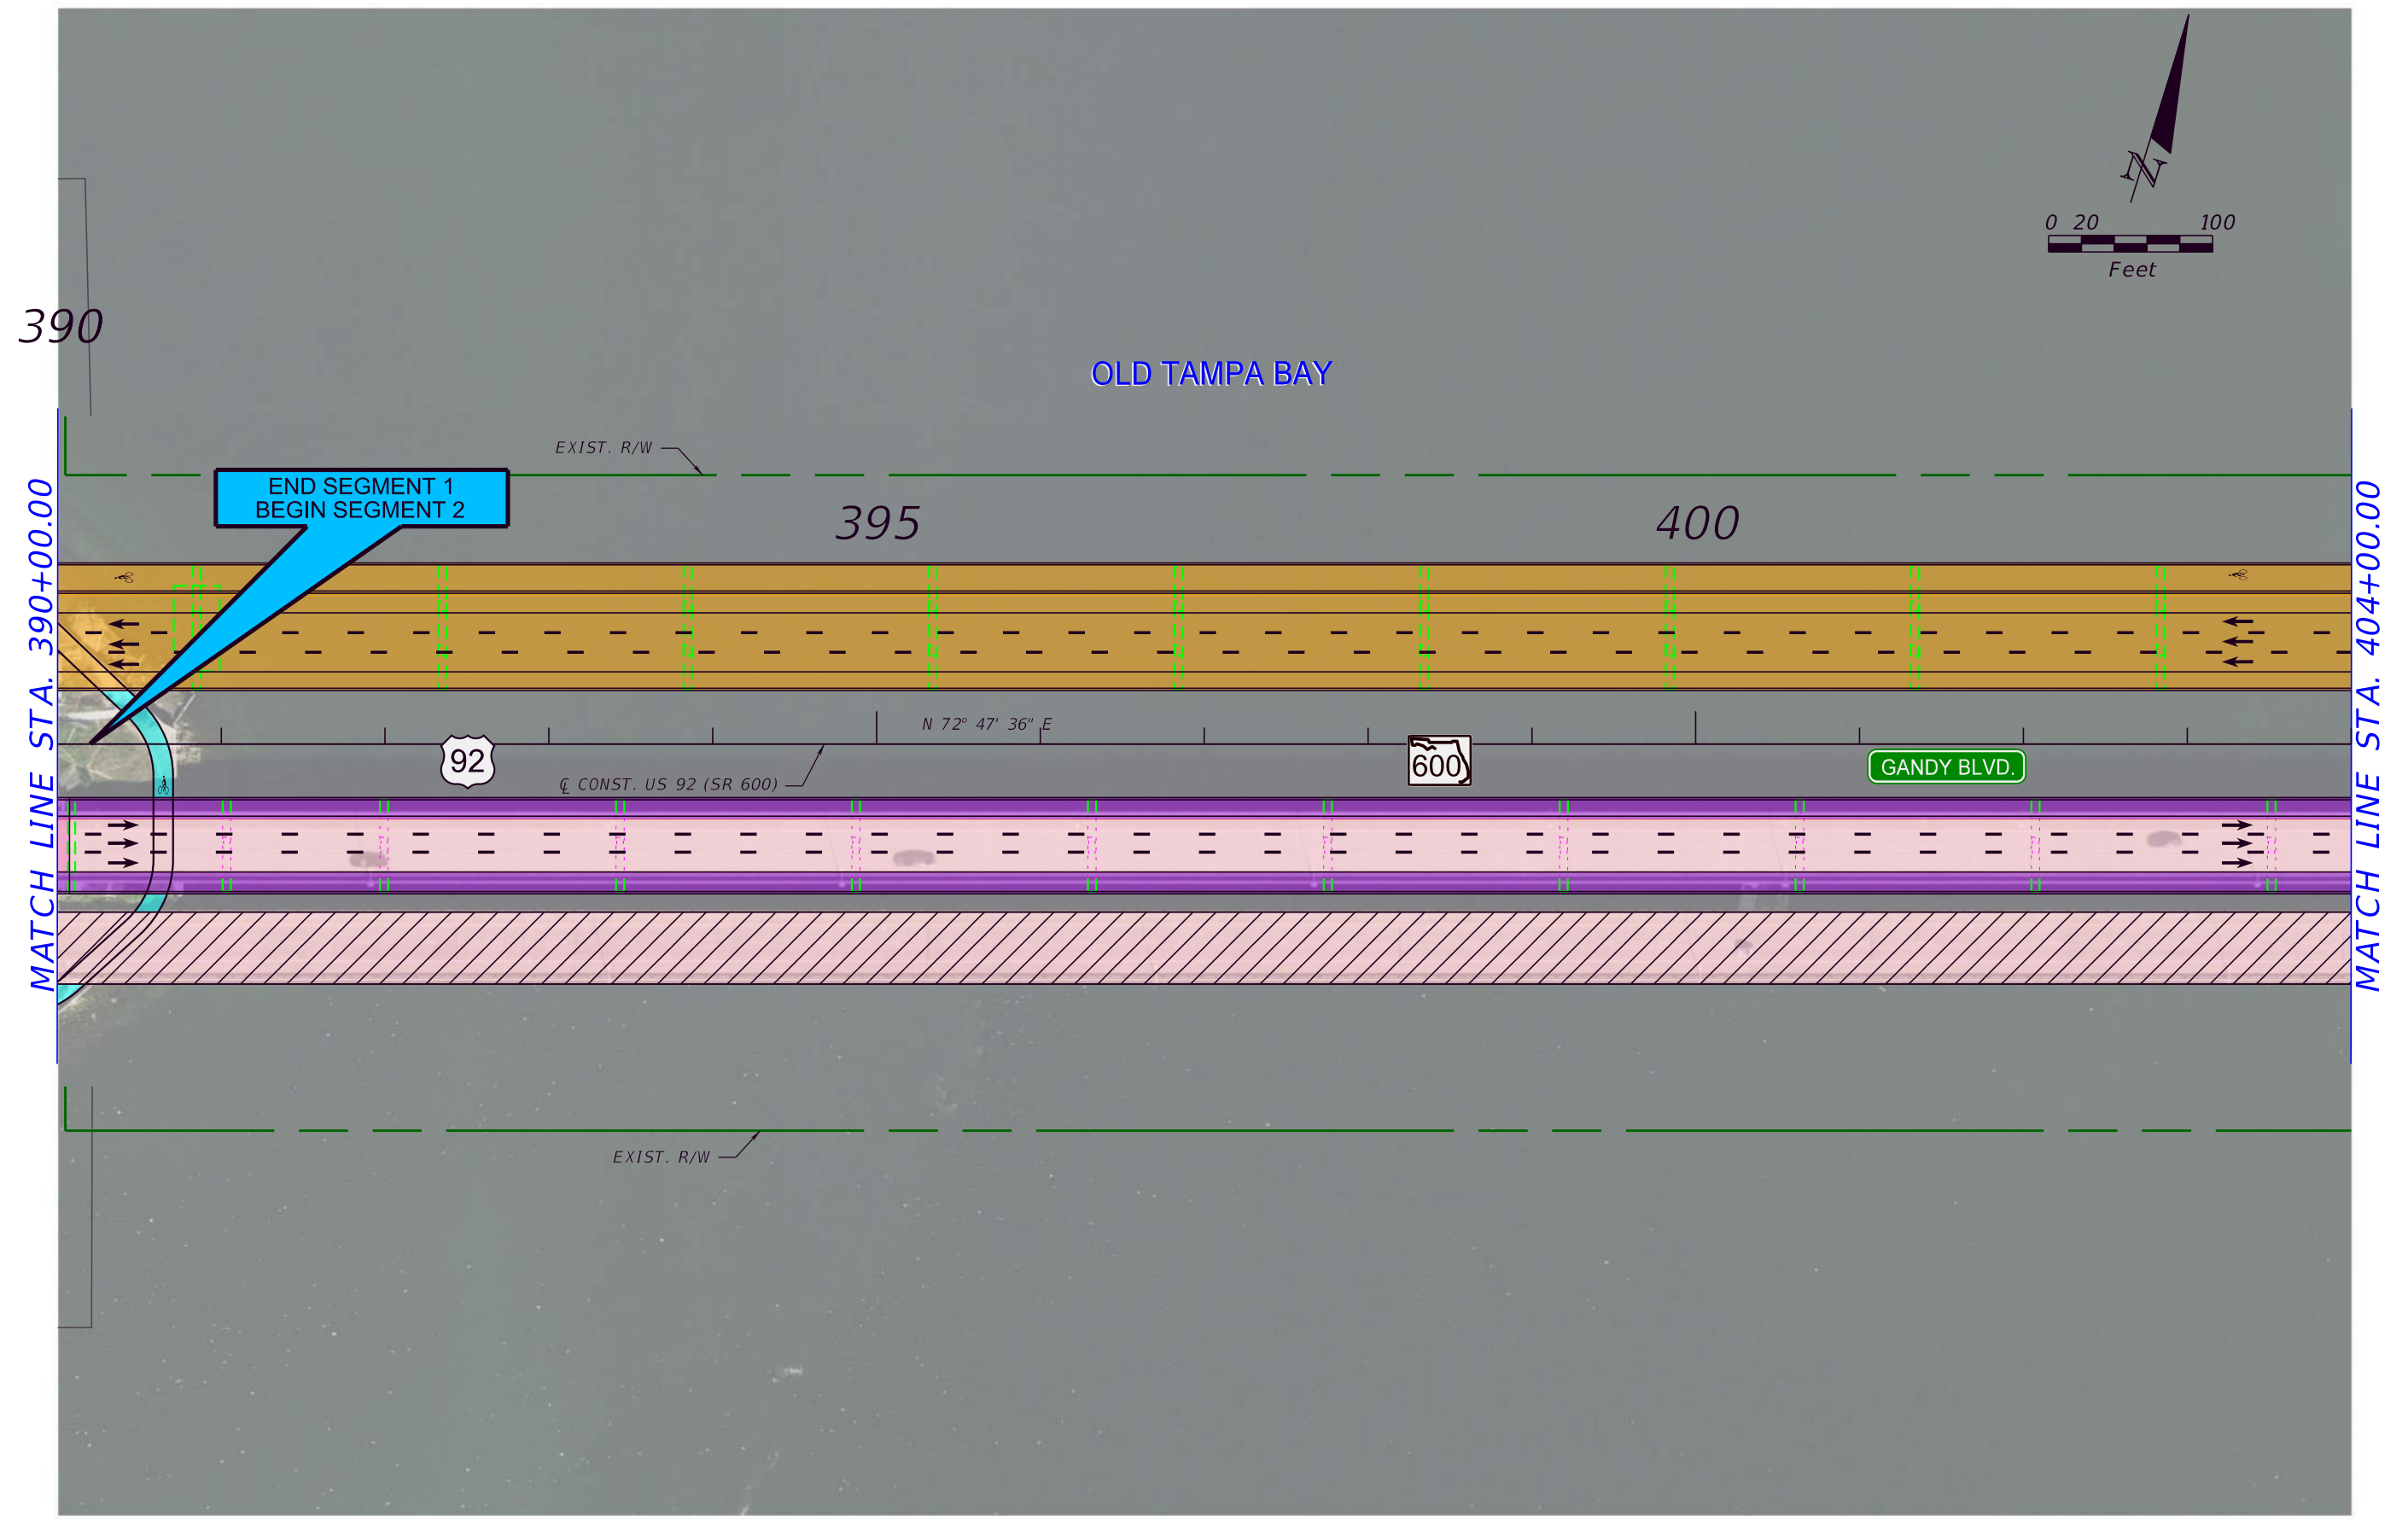 N
0 20 100
Feet
390
OLD TAMPA BAY
EXIST. R/W
END SEGMENT 1
BEGIN SEGMENT 2
395
400
MATCH LINE STA. 390+00.00
MATCH LINE STA. 404+00.00
N 72° 47' 36" E
92
600
GANDY BLVD.
℄ CONST. US 92 (SR 600)
EXIST. R/W